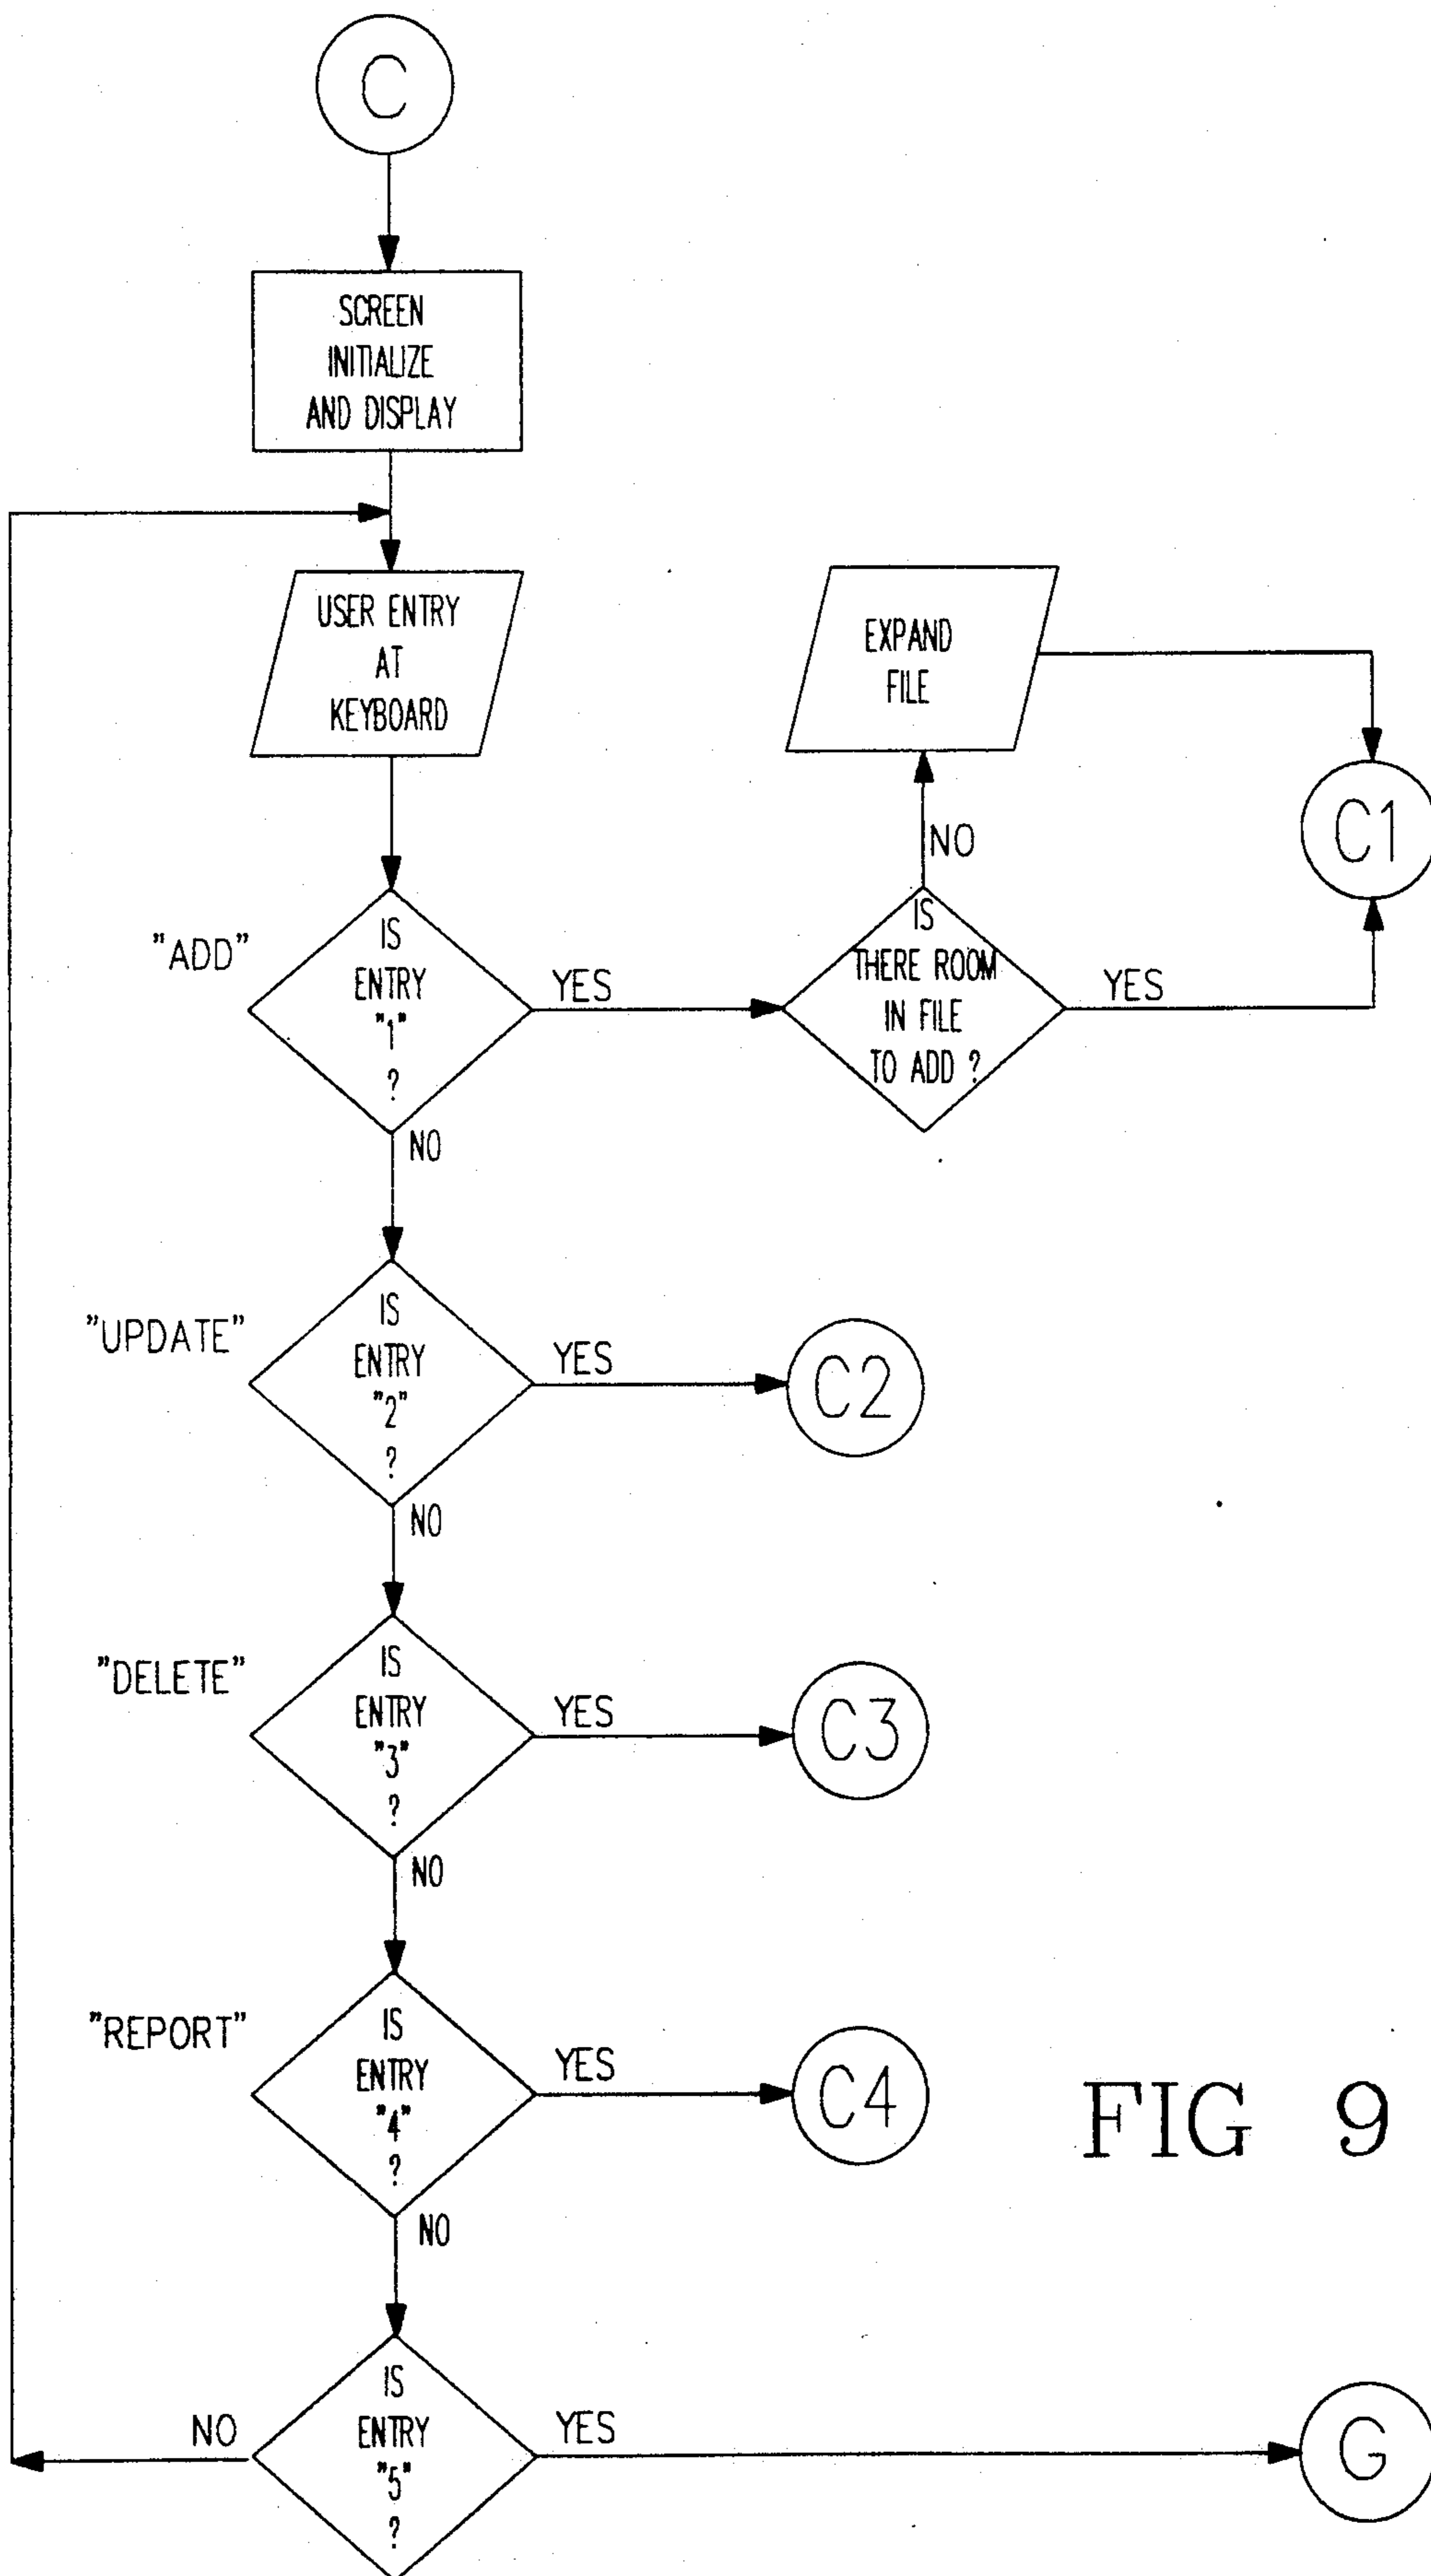 C
SCREEN
INITIALIZE
AND DISPLAY
USER ENTRY
AT
KEYBOARD
EXPAND
FILE
C1
NO
"ADD"
IS
ENTRY
"1"
?
YES
IS
THERE ROOM
IN FILE
TO ADD ?
YES
NO
"UPDATE"
IS
ENTRY
"2"
?
YES
C2
NO
"DELETE"
IS
ENTRY
"3"
?
YES
C3
NO
"REPORT"
IS
ENTRY
"4"
?
YES
C4
FIG 9
NO
NO
IS
ENTRY
"5"
?
YES
G